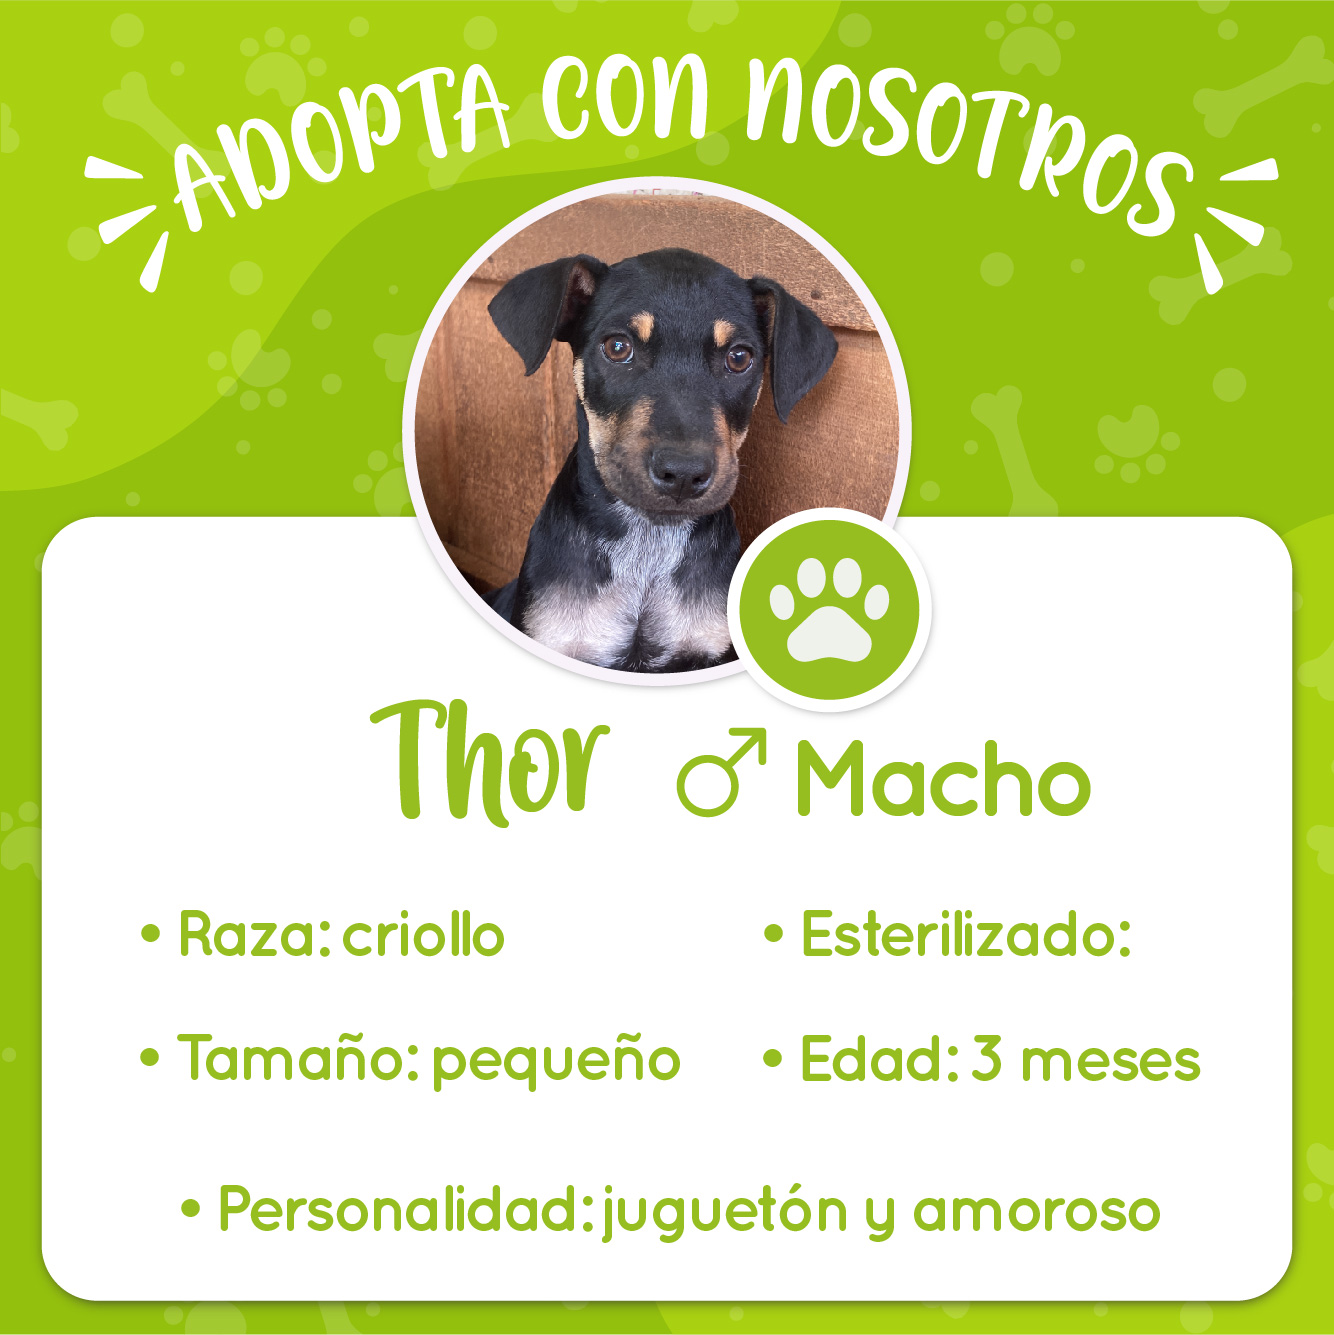 ADOPTA CON NOSOTROS
Thor ♂ Macho
• Raza: criollo
• Esterilizado:
• Tamaño: pequeño
• Edad: 3 meses
• Personalidad: juguetón y amoroso